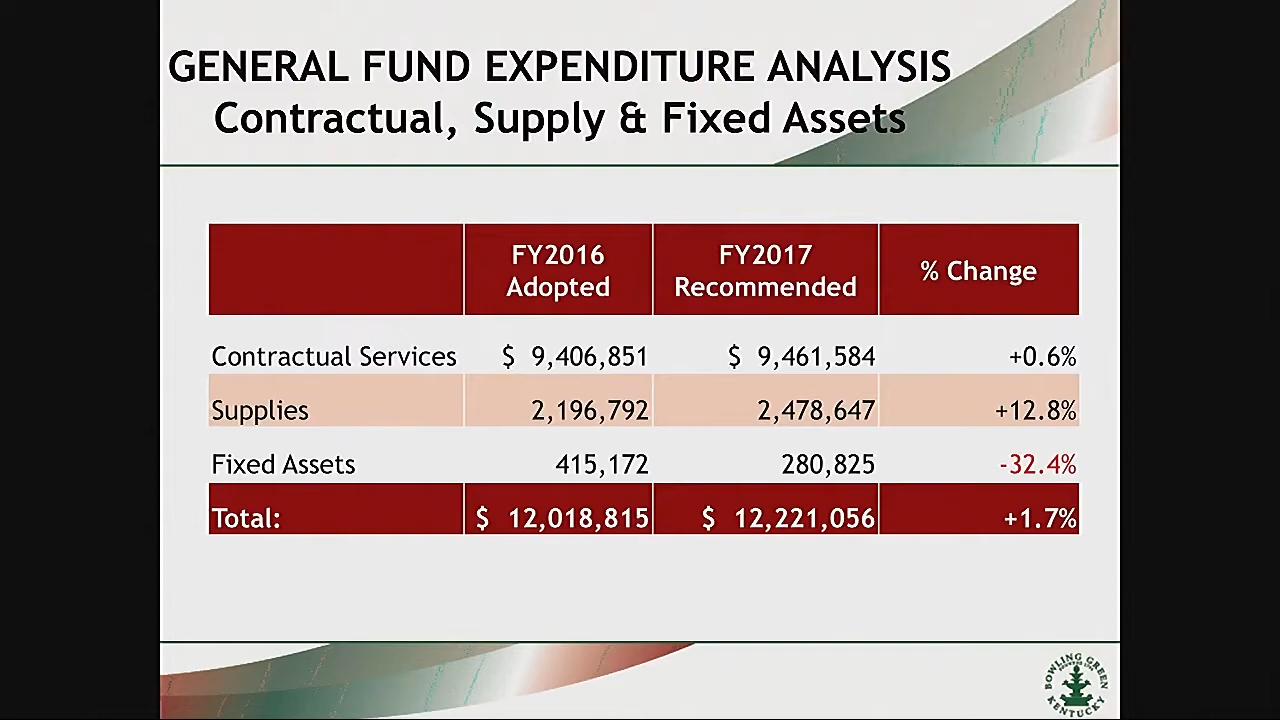 GENERAL FUND EXPENDITURE ANALYSIS
Contractual, Supply & Fixed Assets
FY2016 Adopted FY2017 Recommended % Change
Contractual Services $ 9,406,851 $ 9,461,584 +0.6%
Supplies 2,196,792 2,478,647 +12.8%
Fixed Assets 415,172 280,825 -32.4%
Total: $ 12,018,815 $ 12,221,056 +1.7%
BOWLING GREEN
KENTUCKY